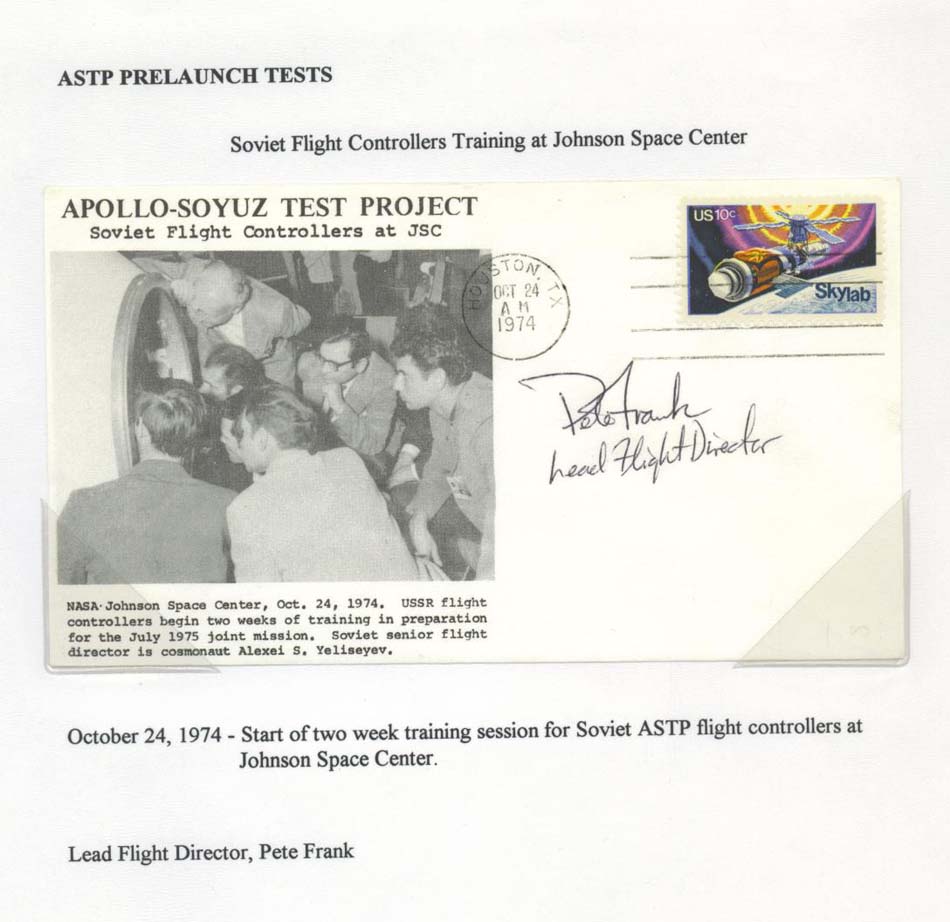 ASTP PRELAUNCH TESTS
Soviet Flight Controllers Training at Johnson Space Center
APOLLO-SOYUZ TEST PROJECT
Soviet Flight Controllers at JSC
HOUSTON, TX
OCT 24
AM
1974
US 10c
Skylab
Pete Frank
Lead Flight Director
NASA-Johnson Space Center, Oct. 24, 1974. USSR flight
controllers begin two weeks of training in preparation
for the July 1975 joint mission. Soviet senior flight
director is cosmonaut Alexei S. Yeliseyev.
October 24, 1974 - Start of two week training session for Soviet ASTP flight controllers at
Johnson Space Center.
Lead Flight Director, Pete Frank